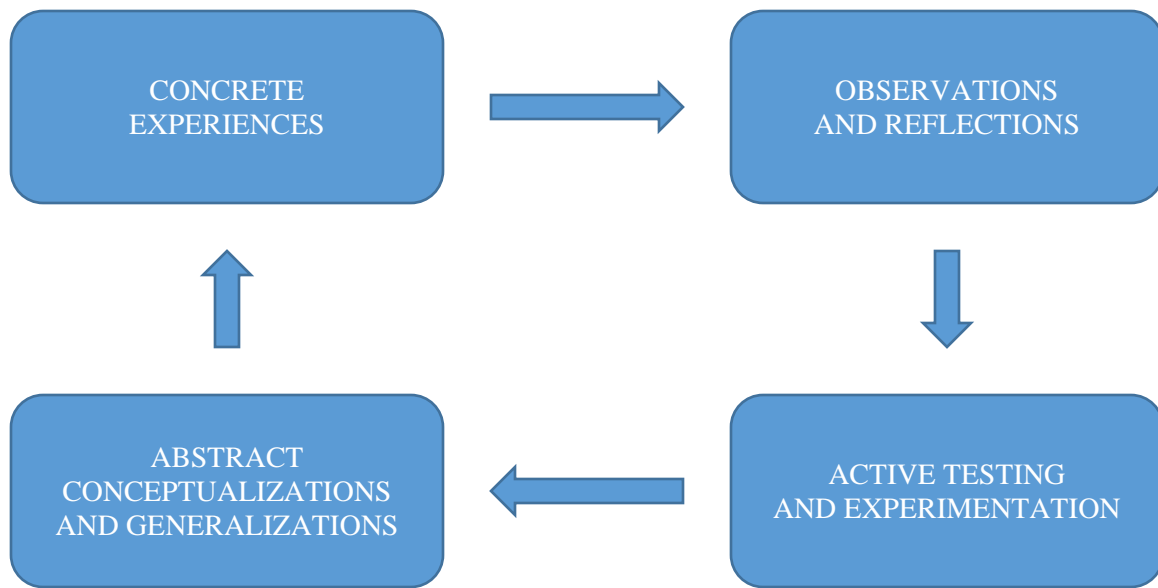 CONCRETE
EXPERIENCES
OBSERVATIONS
AND REFLECTIONS
ABSTRACT
CONCEPTUALIZATIONS
AND GENERALIZATIONS
ACTIVE TESTING
AND EXPERIMENTATION